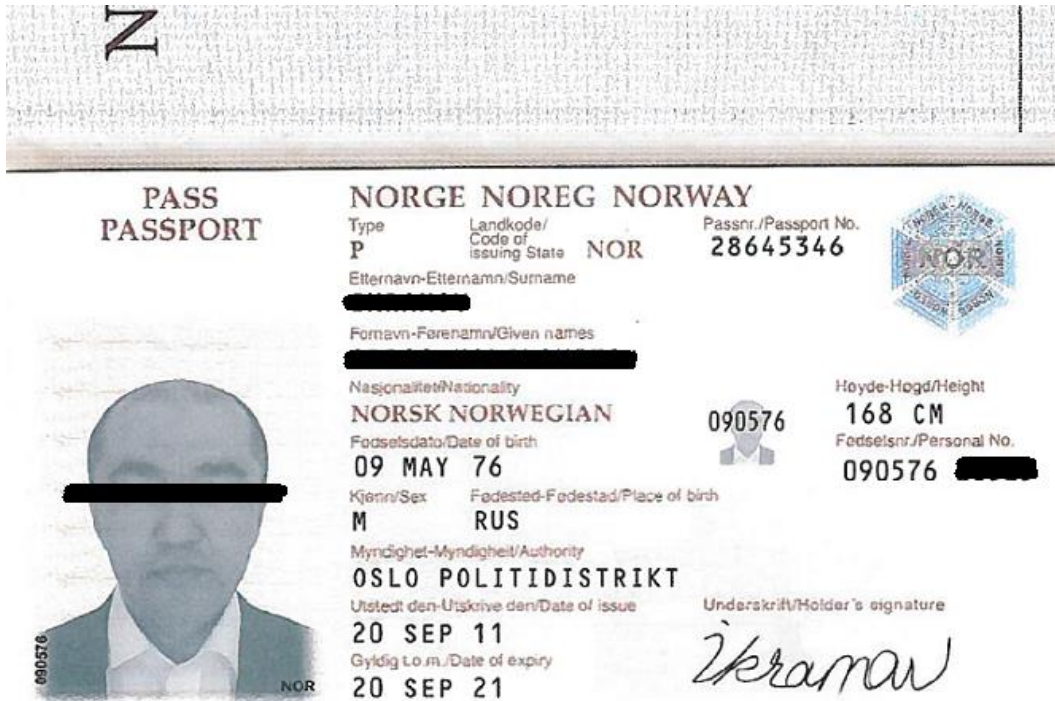 N
PASS
PASSPORT
NORGE NOREG NORWAY
Type
P
Landkode/
Code of
issuing State NOR
Passnr./Passport No.
28645346
NOR
Etternavn-Etternamn/Surname
Fornavn-Førenamn/Given names
Nasjonalitet/Nationality
NORSK NORWEGIAN
090576
Høyde-Høgd/Height
168 CM
Fødselsdato/Date of birth
09 MAY 76
Fødselsnr./Personal No.
090576
Kjønn/Sex
M
Fødested-Fødestad/Place of birth
RUS
Myndighet-Myndigheit/Authority
OSLO POLITIDISTRIKT
Utstedt den-Utskrive den/Date of issue
20 SEP 11
Underskrift/Holder's signature
Gyldig t.o.m./Date of expiry
20 SEP 21
090576
NOR